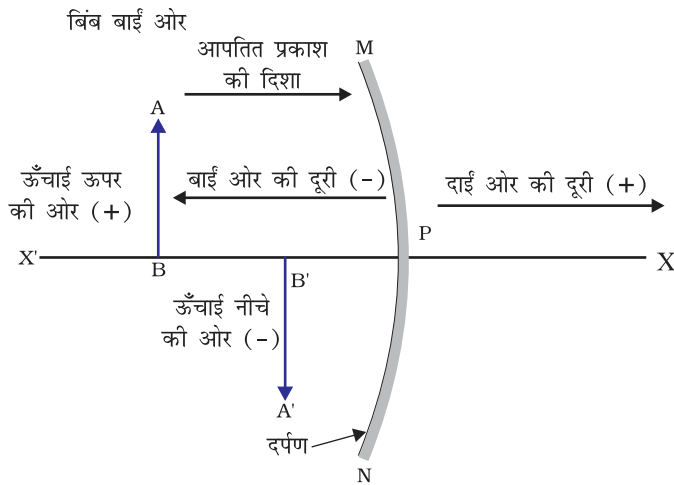 बिंब बाईं ओर
आपतित प्रकाश
की दिशा
M
A
ऊँचाई ऊपर
की ओर (+)
बाईं ओर की दूरी (−)
दाईं ओर की दूरी (+)
P
X'
B
B'
X
ऊँचाई नीचे
की ओर (−)
A'
दर्पण
N